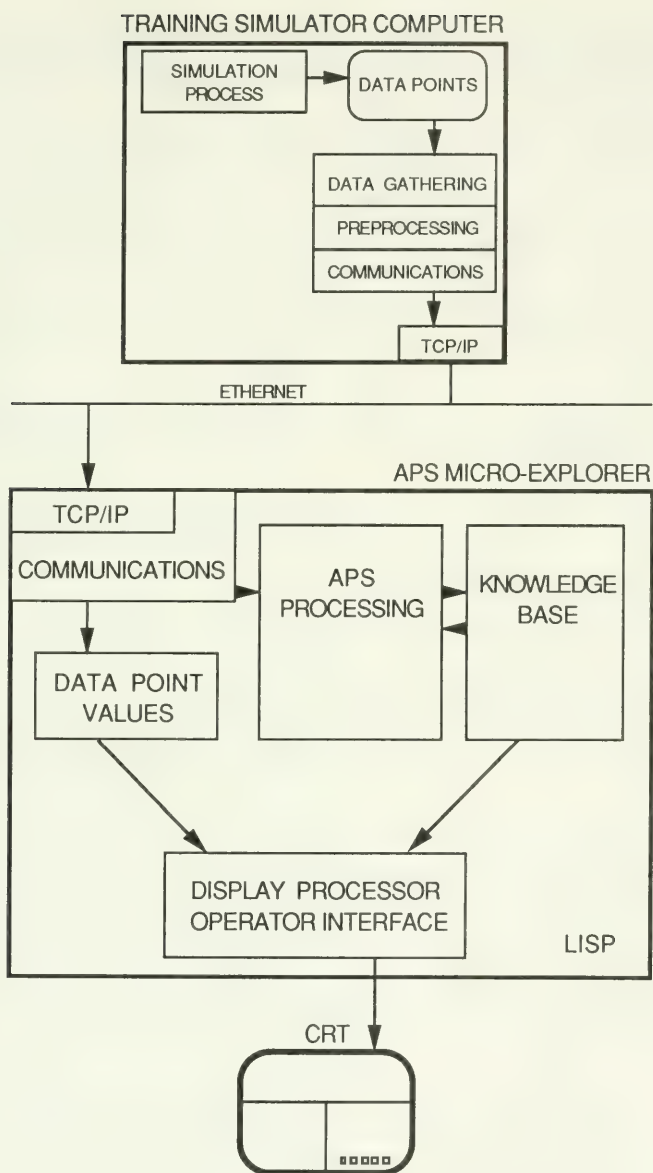 TRAINING SIMULATOR COMPUTER
SIMULATION
PROCESS
DATA POINTS
DATA GATHERING
PREPROCESSING
COMMUNICATIONS
TCP/IP
ETHERNET
APS MICRO-EXPLORER
TCP/IP
COMMUNICATIONS
APS
PROCESSING
KNOWLEDGE
BASE
DATA POINT
VALUES
DISPLAY PROCESSOR
OPERATOR INTERFACE
LISP
CRT